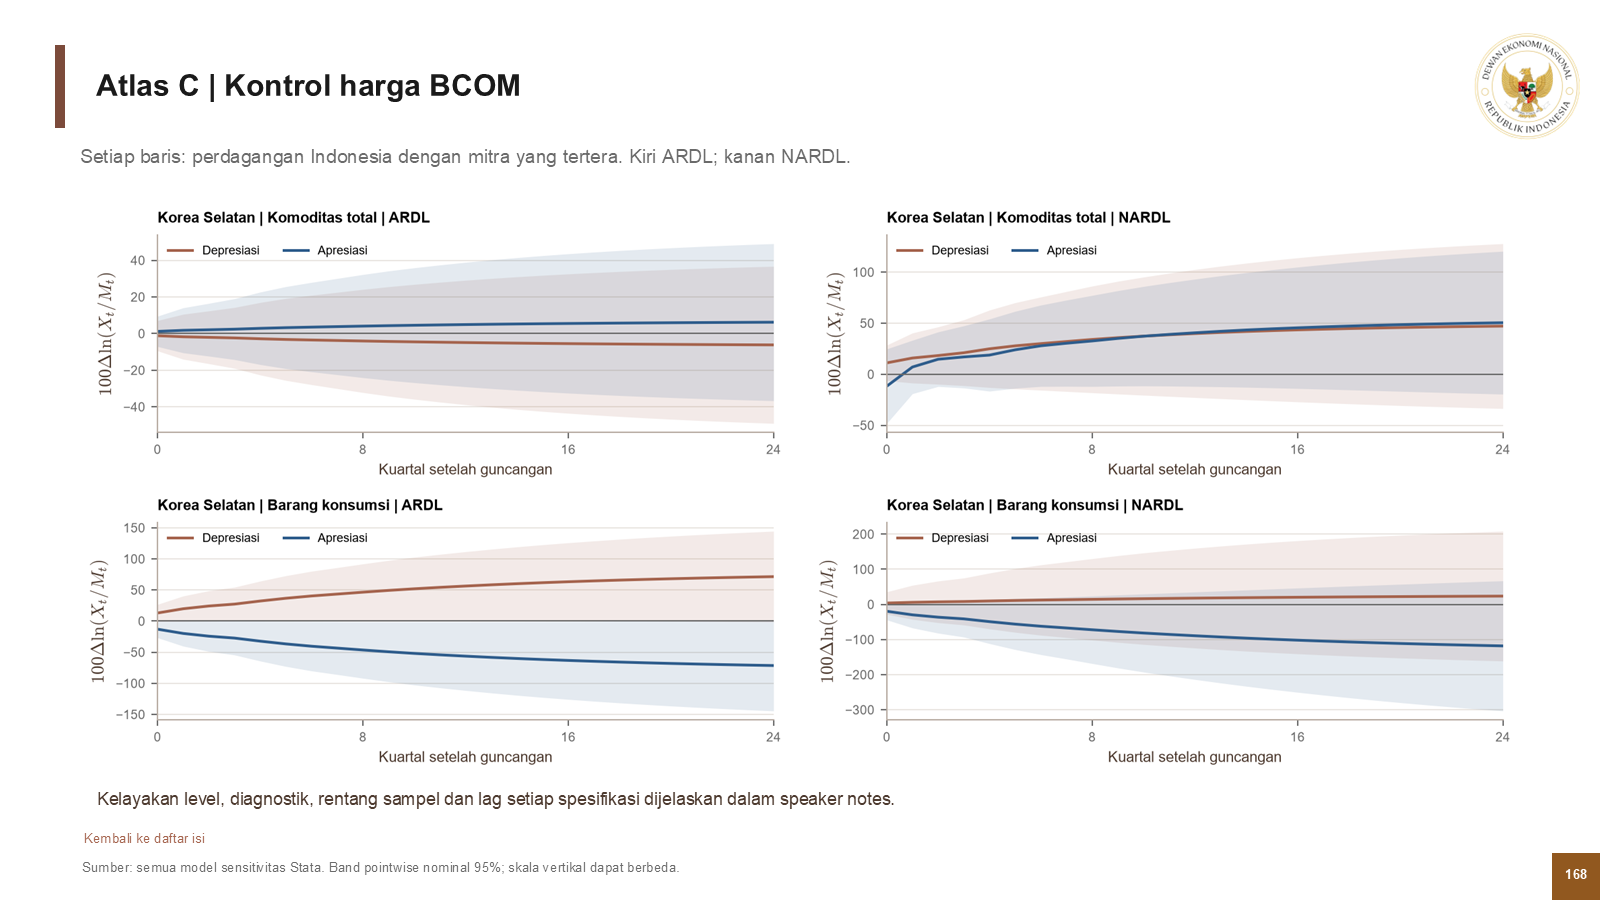 Atlas C | Kontrol harga BCOM
DEWAN EKONOMI NASIONAL
REPUBLIK INDONESIA
Setiap baris: perdagangan Indonesia dengan mitra yang tertera. Kiri ARDL; kanan NARDL.
Korea Selatan | Komoditas total | ARDL
Depresiasi Apresiasi
100Δln(Xₜ/Mₜ)
40
20
0
−20
−40
0 8 16 24
Kuartal setelah guncangan
Korea Selatan | Komoditas total | NARDL
Depresiasi Apresiasi
100Δln(Xₜ/Mₜ)
100
50
0
−50
0 8 16 24
Kuartal setelah guncangan
Korea Selatan | Barang konsumsi | ARDL
Depresiasi Apresiasi
100Δln(Xₜ/Mₜ)
150
100
50
0
−50
−100
−150
0 8 16 24
Kuartal setelah guncangan
Korea Selatan | Barang konsumsi | NARDL
Depresiasi Apresiasi
100Δln(Xₜ/Mₜ)
200
100
0
−100
−200
−300
0 8 16 24
Kuartal setelah guncangan
Kelayakan level, diagnostik, rentang sampel dan lag setiap spesifikasi dijelaskan dalam speaker notes.
Kembali ke daftar isi
Sumber: semua model sensitivitas Stata. Band pointwise nominal 95%; skala vertikal dapat berbeda.
168